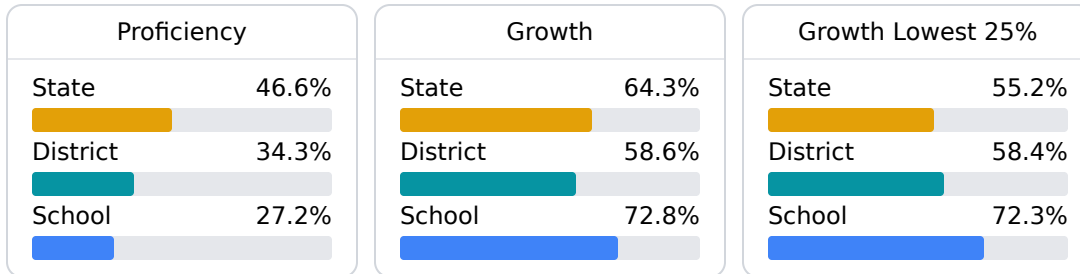 Proficiency
State 46.6%
District 34.3%
School 27.2%
Growth
State 64.3%
District 58.6%
School 72.8%
Growth Lowest 25%
State 55.2%
District 58.4%
School 72.3%